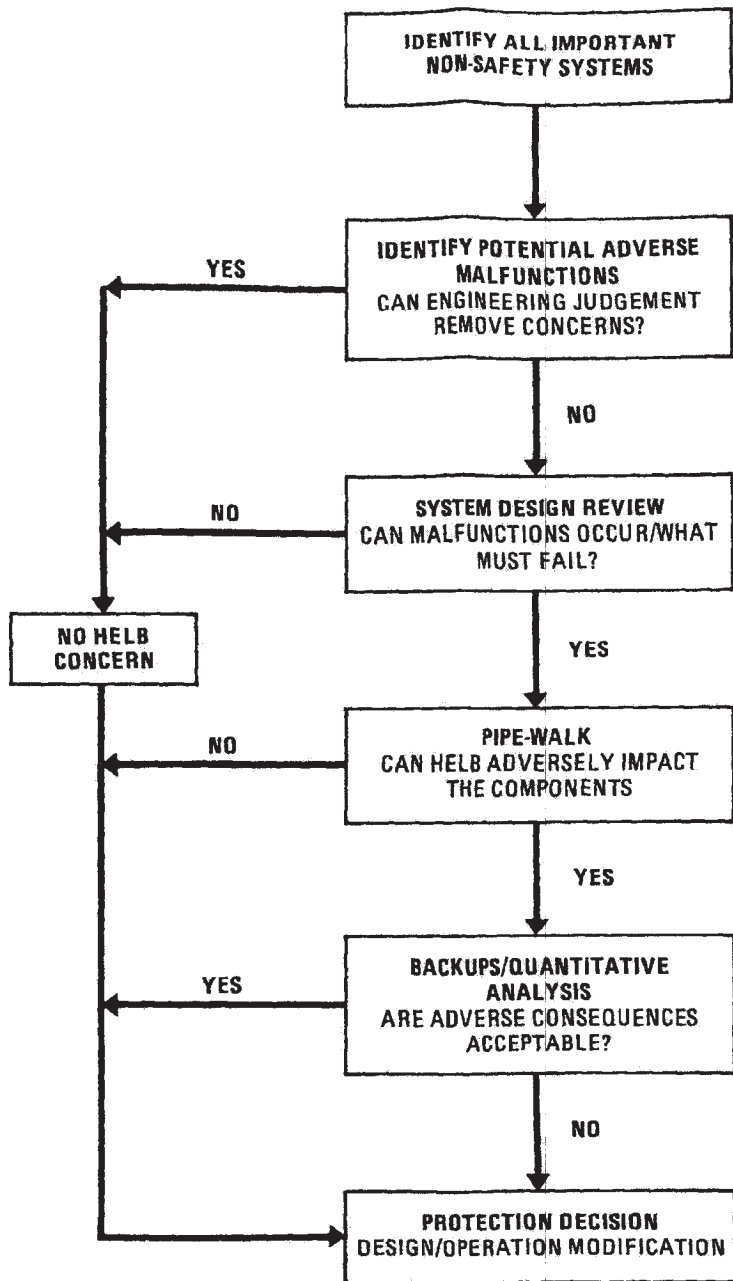 IDENTIFY ALL IMPORTANT
NON-SAFETY SYSTEMS
IDENTIFY POTENTIAL ADVERSE
MALFUNCTIONS
CAN ENGINEERING JUDGEMENT
REMOVE CONCERNS?
YES
NO
SYSTEM DESIGN REVIEW
CAN MALFUNCTIONS OCCUR/WHAT
MUST FAIL?
NO
YES
NO HELB
CONCERN
PIPE-WALK
CAN HELB ADVERSELY IMPACT
THE COMPONENTS
NO
YES
BACKUPS/QUANTITATIVE
ANALYSIS
ARE ADVERSE CONSEQUENCES
ACCEPTABLE?
YES
NO
PROTECTION DECISION
DESIGN/OPERATION MODIFICATION